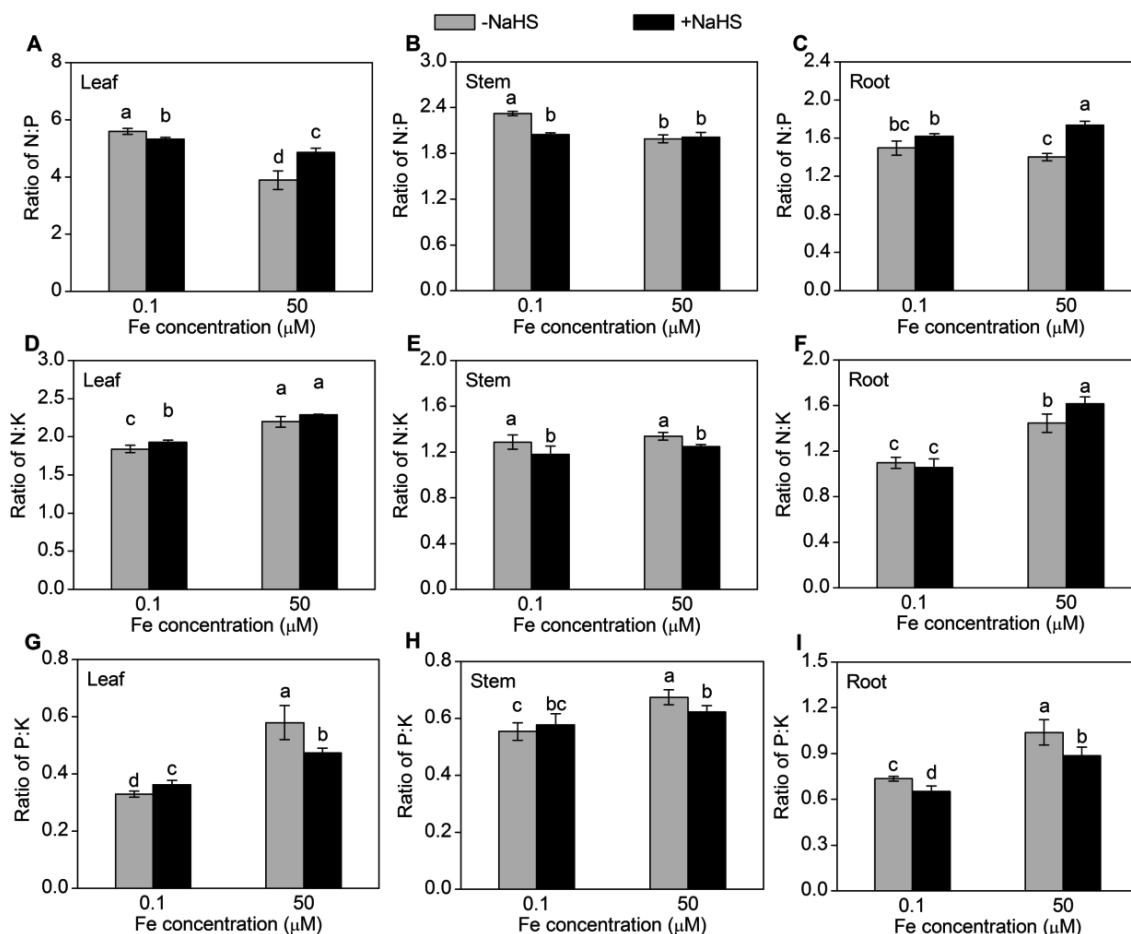 -NaHS +NaHS
A B C
8 3.0 2.4
Leaf Stem Root
a b d c
a b b b
bc b c a
6 2.4 2.0
4 1.8 1.6
2 1.2 1.2
0 0.6 0.8
0.0 0.4
0.0
Ratio of N:P Ratio of N:P Ratio of N:P
0.1 50 0.1 50 0.1 50
Fe concentration (μM) Fe concentration (μM) Fe concentration (μM)
D E F
3.0 2.0 2.0
Leaf Stem Root
c b a a
a b a b
c c b a
2.5 1.6 1.6
2.0 1.2 1.2
1.5 0.8 0.8
1.0 0.4 0.4
0.5 0.0 0.0
0.0
Ratio of N:K Ratio of N:K Ratio of N:K
0.1 50 0.1 50 0.1 50
Fe concentration (μM) Fe concentration (μM) Fe concentration (μM)
G H I
0.8 0.8 1.5
Leaf Stem Root
d c a b
c bc a b
c d a b
0.6 0.6 1.2
0.4 0.4 0.9
0.2 0.2 0.6
0.0 0.0 0.3
0.0
Ratio of P:K Ratio of P:K Ratio of P:K
0.1 50 0.1 50 0.1 50
Fe concentration (μM) Fe concentration (μM) Fe concentration (μM)